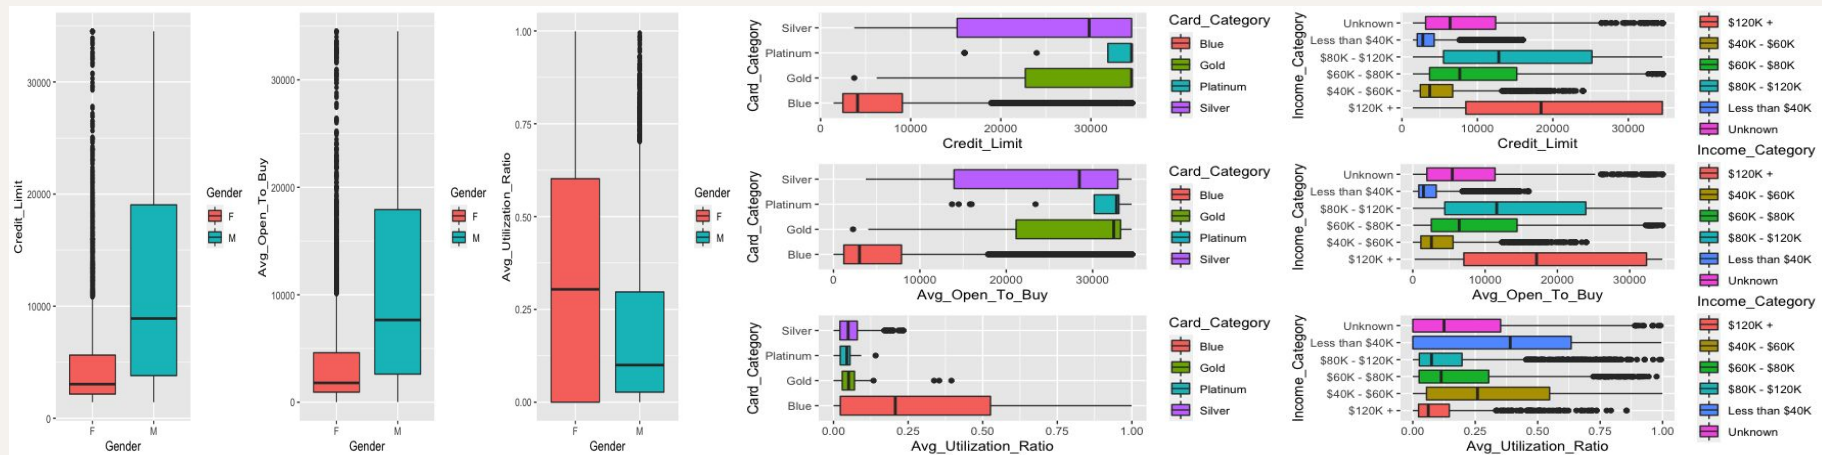 Credit_Limit
30000
20000
10000
0
F
M
Gender
Gender
F
M
Avg_Open_To_Buy
30000
20000
10000
0
F
M
Gender
Gender
F
M
Avg_Utilization_Ratio
1.00
0.75
0.50
0.25
0.00
F
M
Gender
Gender
F
M
Card_Category
Silver
Platinum
Gold
Blue
0
10000
20000
30000
Credit_Limit
Card_Category
Blue
Gold
Platinum
Silver
Card_Category
Silver
Platinum
Gold
Blue
0
10000
20000
30000
Avg_Open_To_Buy
Card_Category
Blue
Gold
Platinum
Silver
Card_Category
Silver
Platinum
Gold
Blue
0.00
0.25
0.50
0.75
1.00
Avg_Utilization_Ratio
Card_Category
Blue
Gold
Platinum
Silver
Income_Category
Unknown
Less than $40K
$80K - $120K
$60K - $80K
$40K - $60K
$120K +
0
10000
20000
30000
Credit_Limit
$120K +
$40K - $60K
$60K - $80K
$80K - $120K
Less than $40K
Unknown
Income_Category
Unknown
Less than $40K
$80K - $120K
$60K - $80K
$40K - $60K
$120K +
0
10000
20000
30000
Avg_Open_To_Buy
Income_Category
$120K +
$40K - $60K
$60K - $80K
$80K - $120K
Less than $40K
Unknown
Income_Category
Unknown
Less than $40K
$80K - $120K
$60K - $80K
$40K - $60K
$120K +
0.00
0.25
0.50
0.75
1.00
Avg_Utilization_Ratio
Income_Category
$120K +
$40K - $60K
$60K - $80K
$80K - $120K
Less than $40K
Unknown